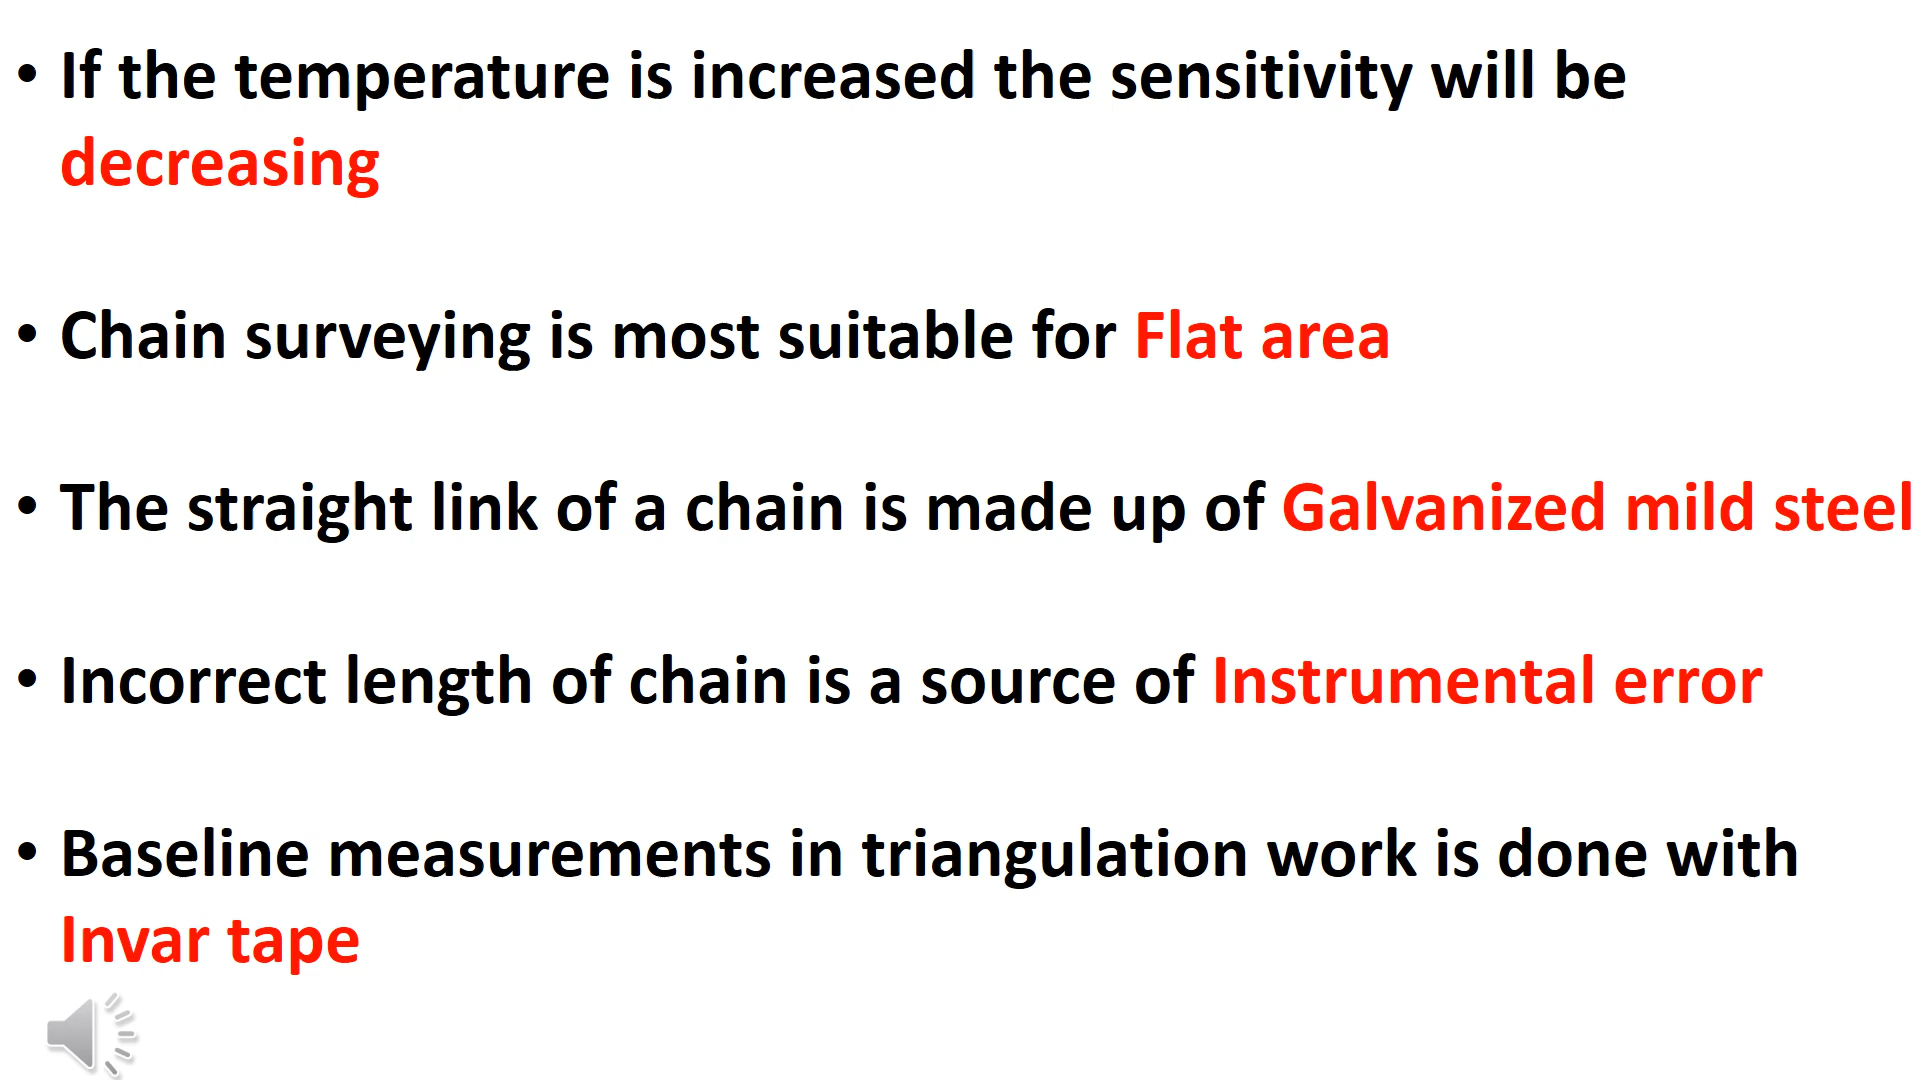 • If the temperature is increased the sensitivity will be
decreasing
• Chain surveying is most suitable for Flat area
• The straight link of a chain is made up of Galvanized mild steel
• Incorrect length of chain is a source of Instrumental error
• Baseline measurements in triangulation work is done with
Invar tape